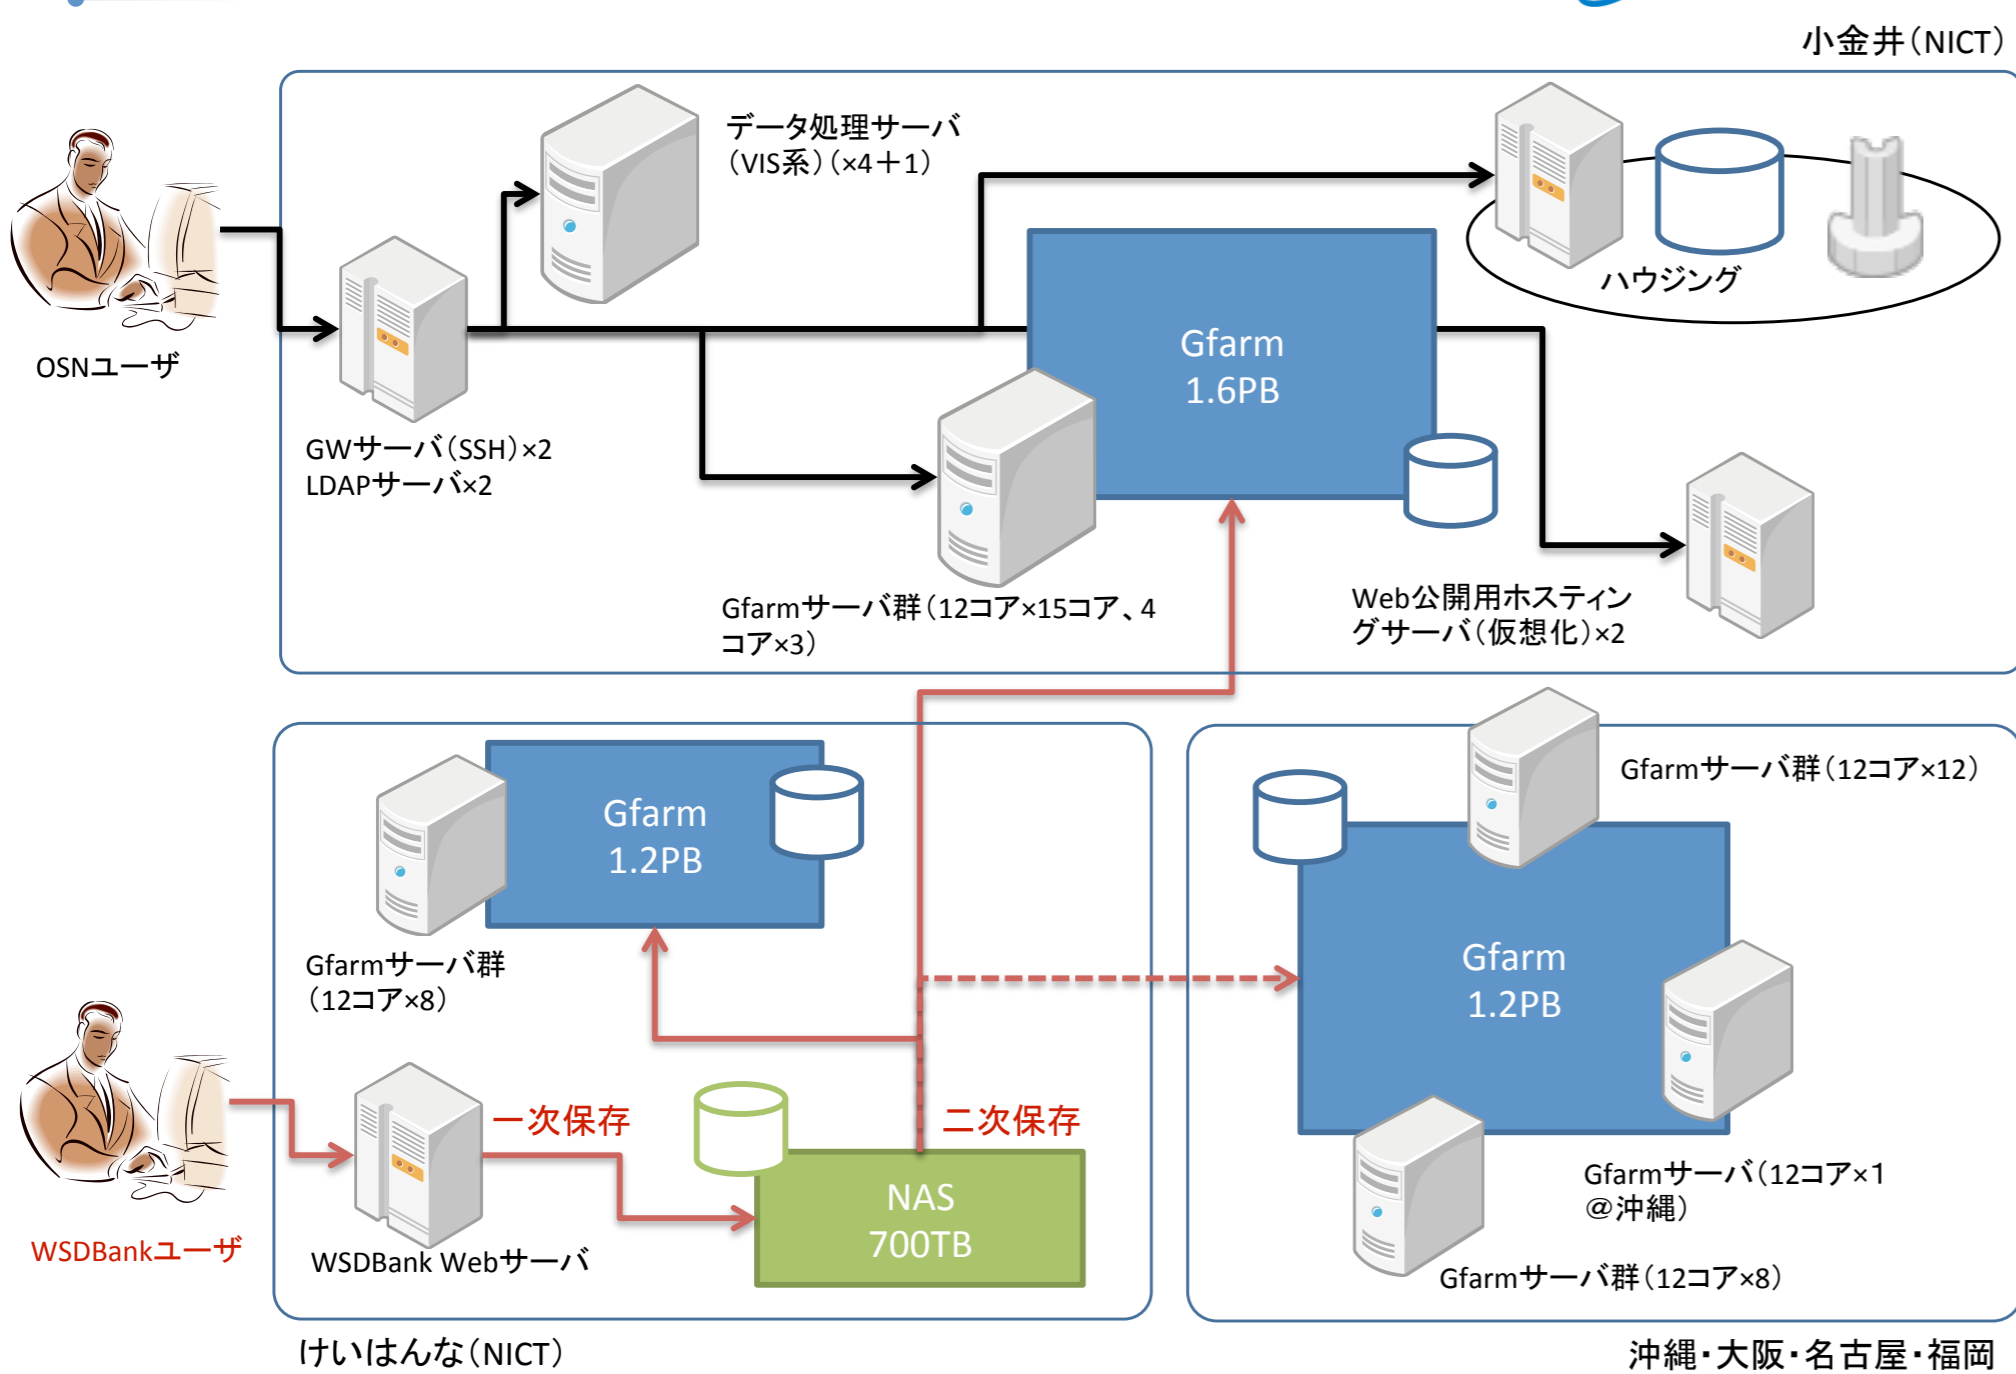 小金井（NICT）
データ処理サーバ
（VIS系）（×4＋1）
ハウジング
OSNユーザ
Gfarm
1.6PB
GWサーバ（SSH）×2
LDAPサーバ×2
Gfarmサーバ群（12コア×15コア、4
コア×3）
Web公開用ホスティン
グサーバ（仮想化）×2
Gfarm
1.2PB
Gfarmサーバ群（12コア×12）
Gfarmサーバ群
（12コア×8）
Gfarm
1.2PB
一次保存
二次保存
NAS
700TB
WSDBankユーザ
WSDBank Webサーバ
Gfarmサーバ（12コア×1
＠沖縄）
Gfarmサーバ群（12コア×8）
けいはんな（NICT）
沖縄・大阪・名古屋・福岡